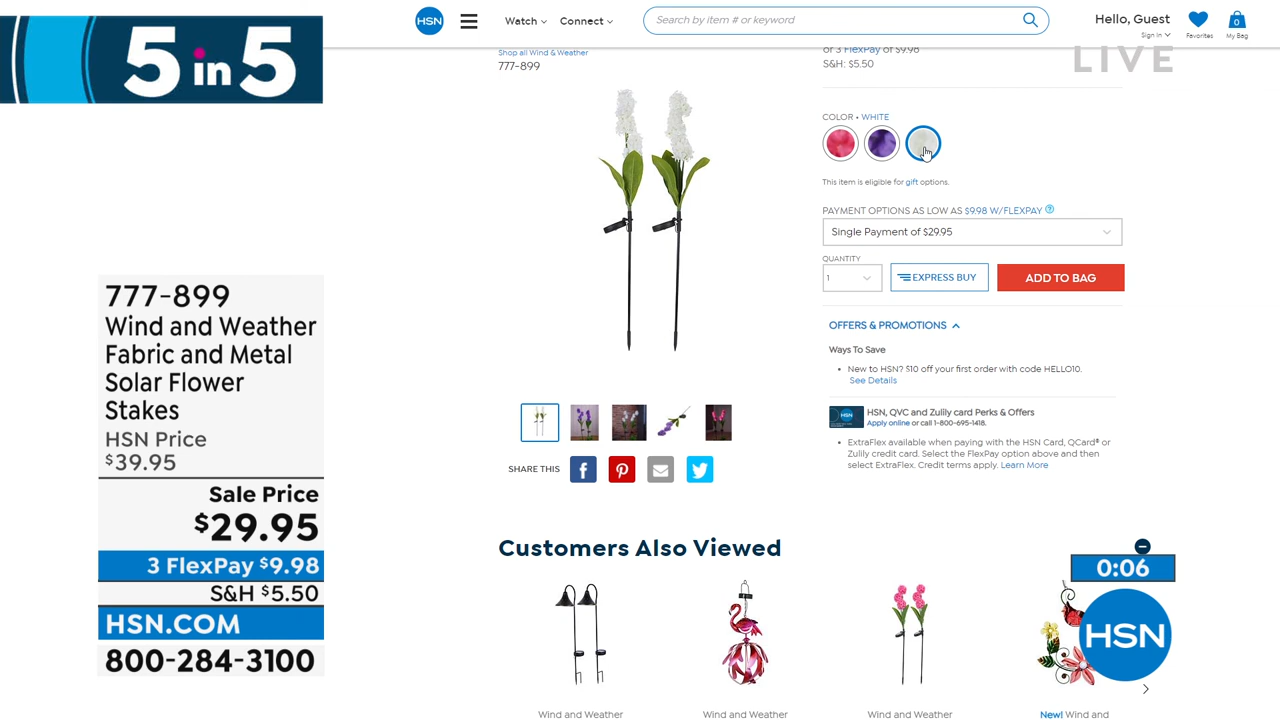 5 in 5
HSN
Watch
Connect
Search by item # or keyword
Hello, Guest
Sign in
Favorites
0
My Bag
LIVE
Shop all Wind & Weather
777-899
or 3 FlexPay of $9.98
S&H: $5.50
COLOR • WHITE
This item is eligible for gift options.
PAYMENT OPTIONS AS LOW AS $9.98 W/FLEXPAY ?
Single Payment of $29.95
QUANTITY
1
EXPRESS BUY
ADD TO BAG
OFFERS & PROMOTIONS
Ways To Save
• New to HSN? $10 off your first order with code HELLO10.
See Details
HSN, QVC and Zulily card Perks & Offers
Apply online or call 1-800-695-1418.
• ExtraFlex available when paying with the HSN Card, QCard® or
Zulily credit card. Select the FlexPay option above and then
select ExtraFlex. Credit terms apply. Learn More
SHARE THIS
777-899
Wind and Weather
Fabric and Metal
Solar Flower
Stakes
HSN Price
$39.95
Sale Price
$29.95
3 FlexPay $9.98
S&H $5.50
HSN.COM
800-284-3100
Customers Also Viewed
0:06
HSN
Wind and Weather
Wind and Weather
Wind and Weather
New! Wind and